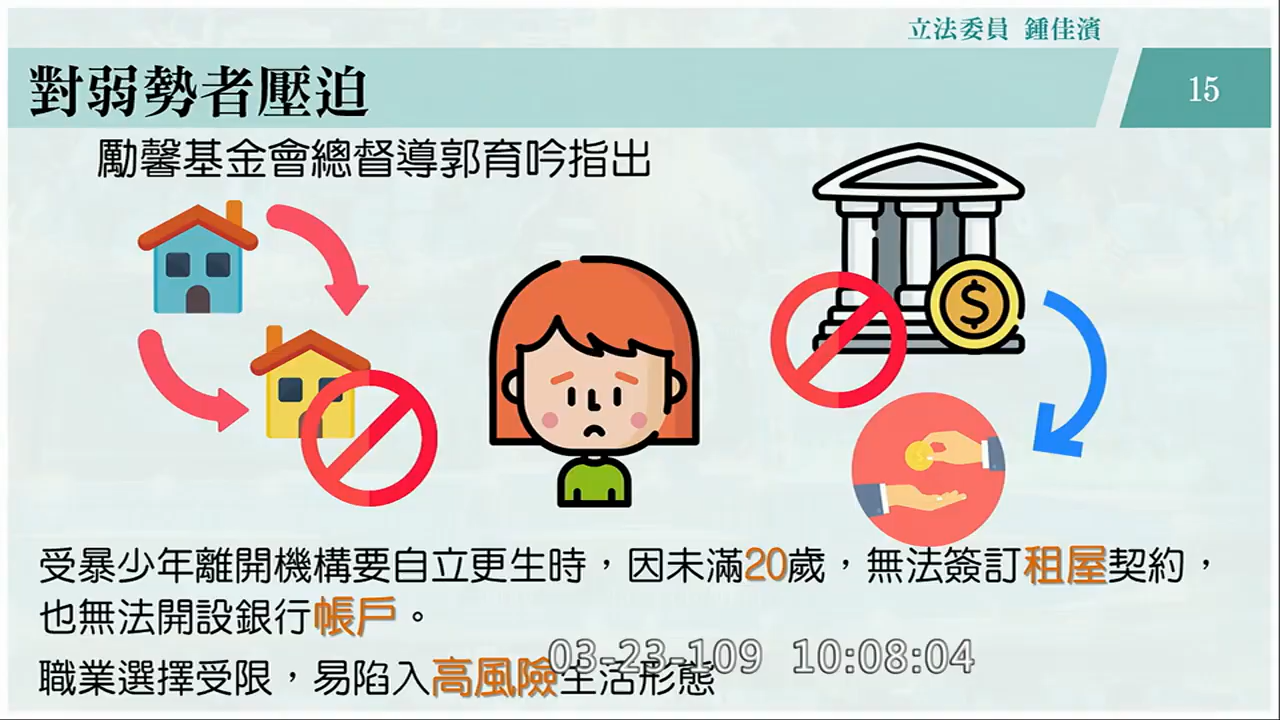 立法委員 鍾佳濱
對弱勢者壓迫
15
勵馨基金會總督導郭育吟指出
$
受暴少年離開機構要自立更生時，因未滿20歲，無法簽訂租屋契約，
也無法開設銀行帳戶。
職業選擇受限，易陷入高風險生活形態
03-23-109 10:08:04